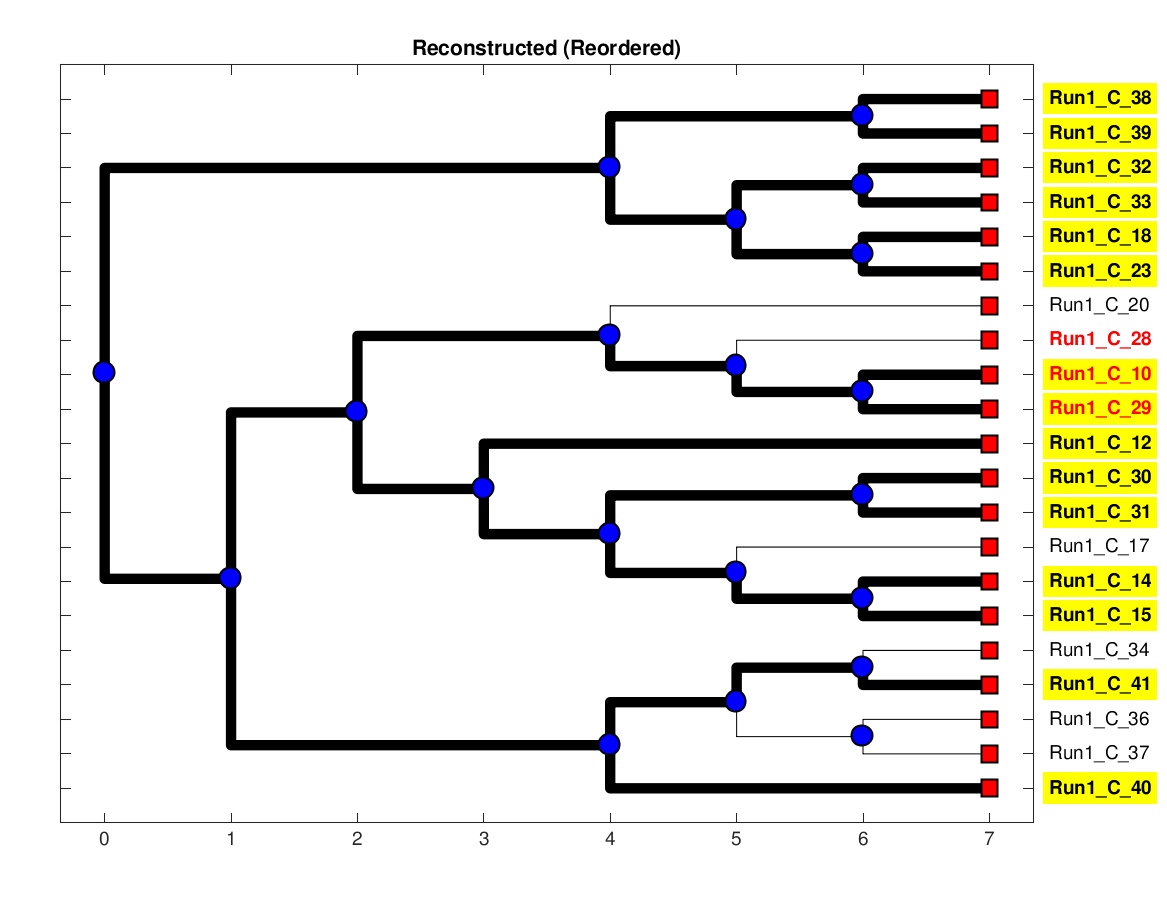 Reconstructed (Reordered)
Run1_C_38
Run1_C_39
Run1_C_32
Run1_C_33
Run1_C_18
Run1_C_23
Run1_C_20
Run1_C_28
Run1_C_10
Run1_C_29
Run1_C_12
Run1_C_30
Run1_C_31
Run1_C_17
Run1_C_14
Run1_C_15
Run1_C_34
Run1_C_41
Run1_C_36
Run1_C_37
Run1_C_40
0 1 2 3 4 5 6 7